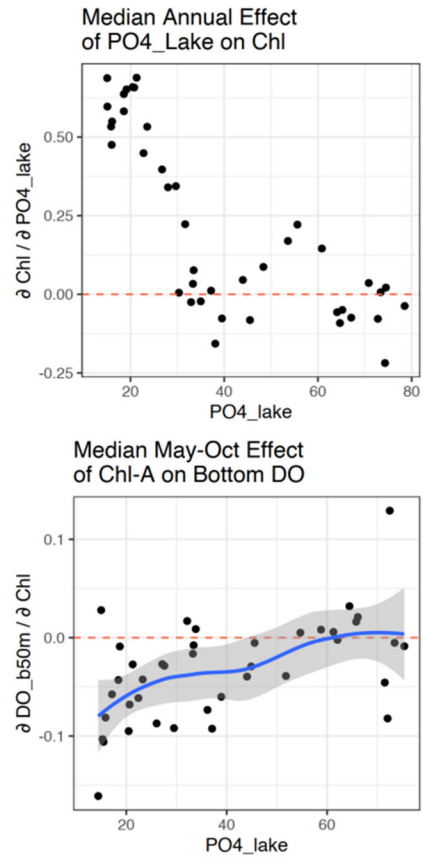 Median Annual Effect
of PO4_Lake on Chl
∂ Chl / ∂ PO4_lake
0.50
0.25
0.00
-0.25
20 40 60 80
PO4_lake
Median May-Oct Effect
of Chl-A on Bottom DO
∂ DO_b50m / ∂ Chl
0.1
0.0
-0.1
20 40 60
PO4_lake